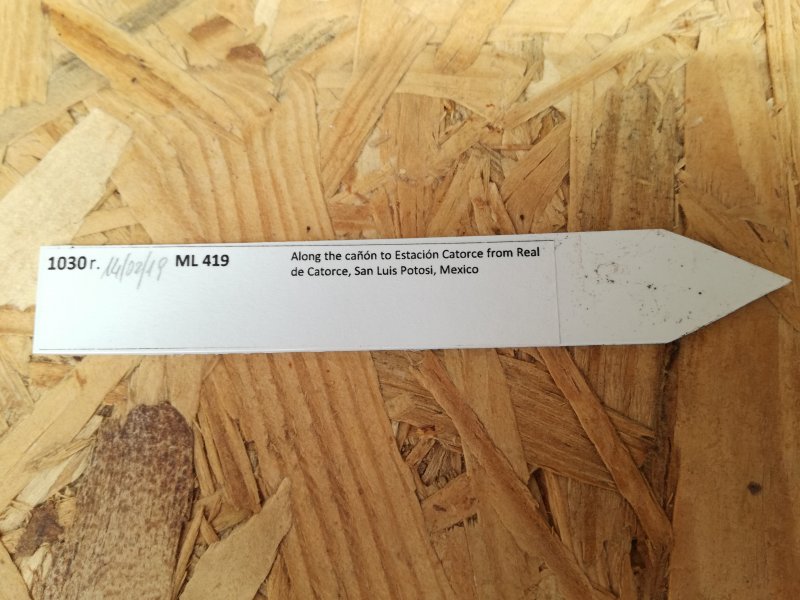 1030 г. 14/02/19 ML 419
Along the cañón to Estación Catorce from Real
de Catorce, San Luis Potosi, Mexico